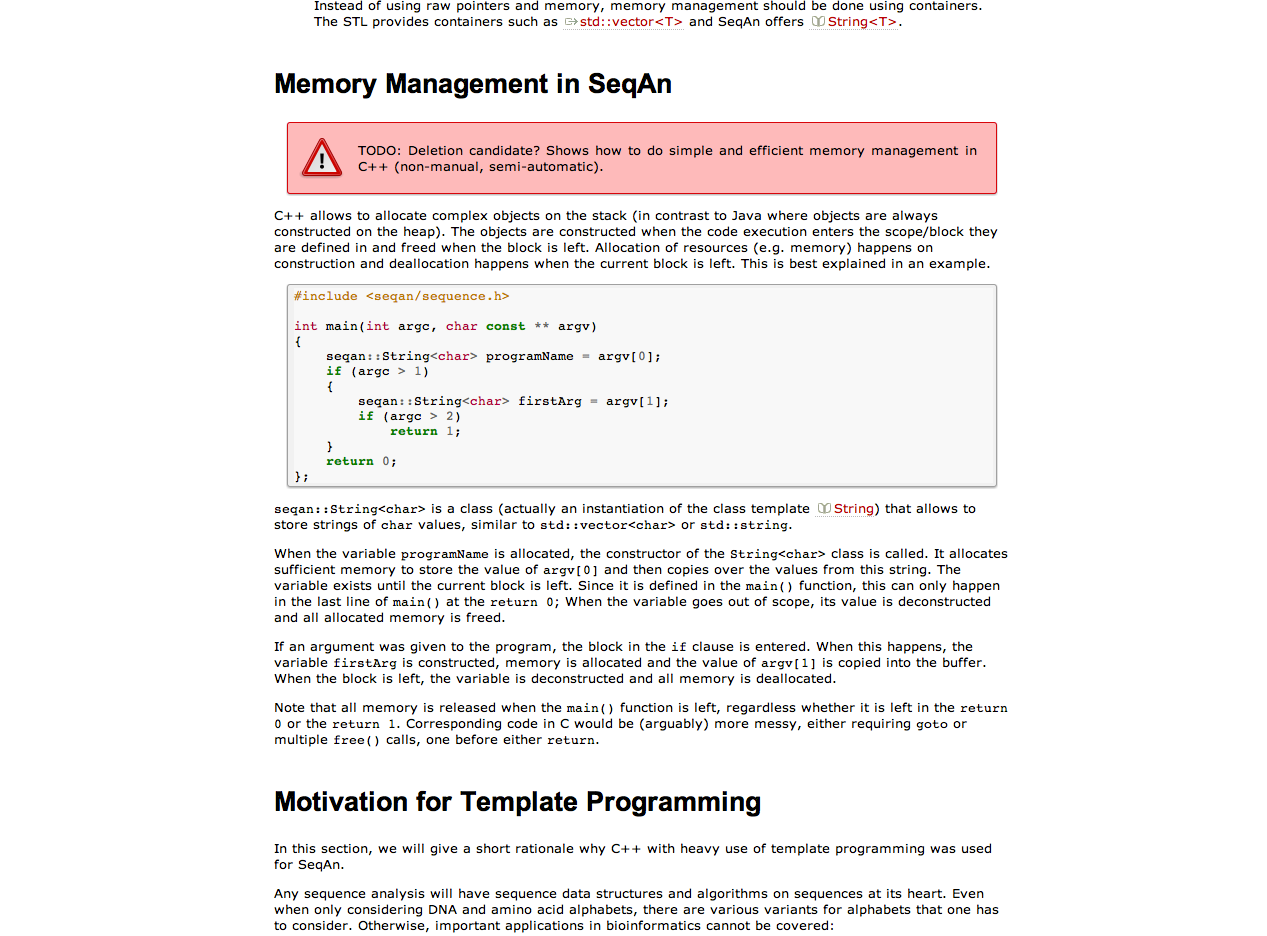 Instead of using raw pointers and memory, memory management should be done using containers.
The STL provides containers such as std::vector<T> and SeqAn offers String<T>.
Memory Management in SeqAn
TODO: Deletion candidate? Shows how to do simple and efficient memory management in
C++ (non-manual, semi-automatic).
C++ allows to allocate complex objects on the stack (in contrast to Java where objects are always
constructed on the heap). The objects are constructed when the code execution enters the scope/block they
are defined in and freed when the block is left. Allocation of resources (e.g. memory) happens on
construction and deallocation happens when the current block is left. This is best explained in an example.
#include <seqan/sequence.h>
int main(int argc, char const ** argv)
{
    seqan::String<char> programName = argv[0];
    if (argc > 1)
    {
        seqan::String<char> firstArg = argv[1];
        if (argc > 2)
            return 1;
    }
    return 0;
};
seqan::String<char> is a class (actually an instantiation of the class template String) that allows to
store strings of char values, similar to std::vector<char> or std::string.
When the variable programName is allocated, the constructor of the String<char> class is called. It allocates
sufficient memory to store the value of argv[0] and then copies over the values from this string. The
variable exists until the current block is left. Since it is defined in the main() function, this can only happen
in the last line of main() at the return 0; When the variable goes out of scope, its value is deconstructed
and all allocated memory is freed.
If an argument was given to the program, the block in the if clause is entered. When this happens, the
variable firstArg is constructed, memory is allocated and the value of argv[1] is copied into the buffer.
When the block is left, the variable is deconstructed and all memory is deallocated.
Note that all memory is released when the main() function is left, regardless whether it is left in the return
0 or the return 1. Corresponding code in C would be (arguably) more messy, either requiring goto or
multiple free() calls, one before either return.
Motivation for Template Programming
In this section, we will give a short rationale why C++ with heavy use of template programming was used
for SeqAn.
Any sequence analysis will have sequence data structures and algorithms on sequences at its heart. Even
when only considering DNA and amino acid alphabets, there are various variants for alphabets that one has
to consider. Otherwise, important applications in bioinformatics cannot be covered: